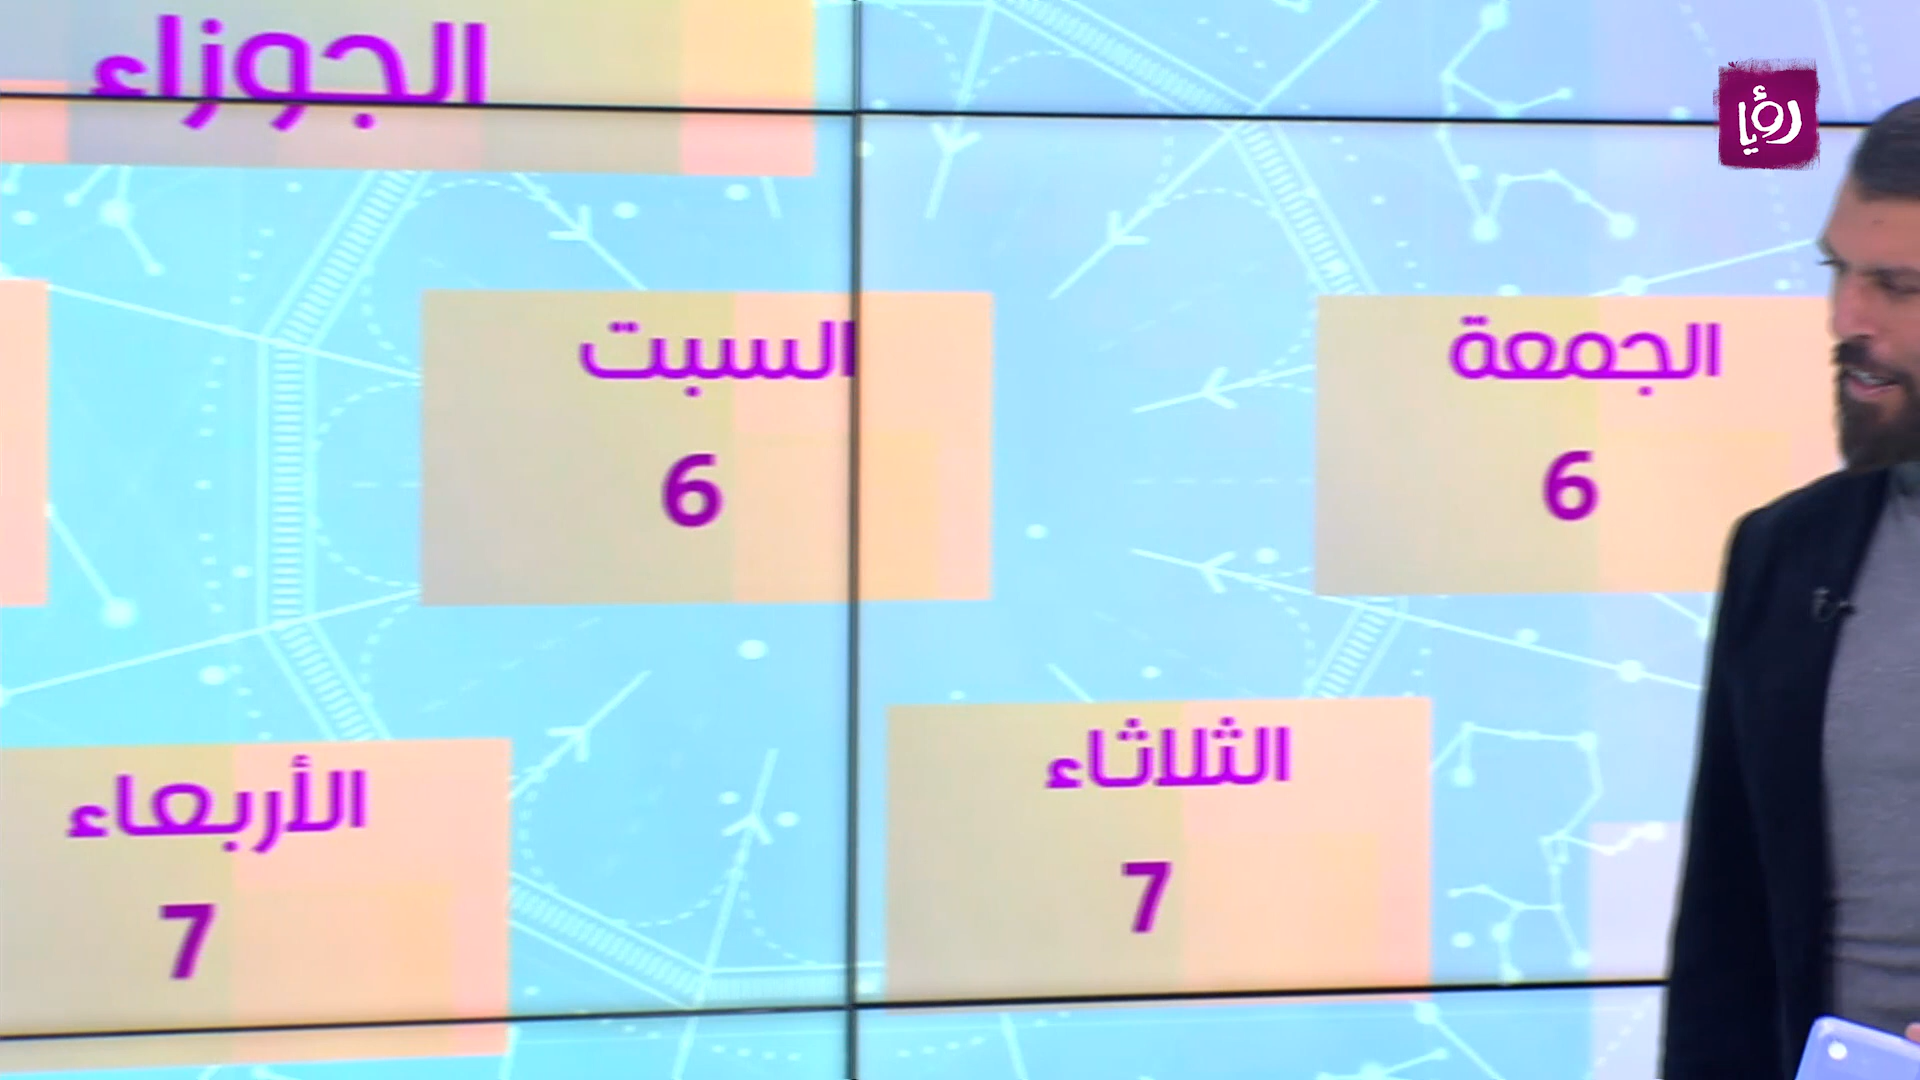 الجوزاء
رؤيا
الجمعة
6
السبت
6
الثلاثاء
7
الأربعاء
7